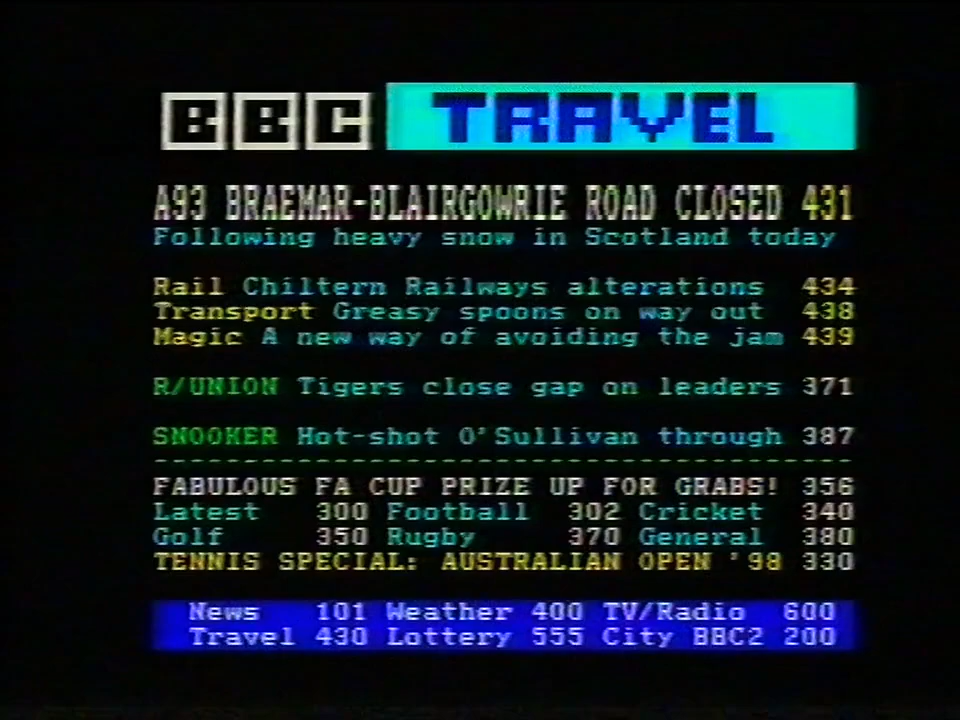 BBC TRAVEL
A93 BRAEMAR-BLAIRGOWRIE ROAD CLOSED 431
Following heavy snow in Scotland today
Rail Chiltern Railways alterations 434
Transport Greasy spoons on way out 438
Magic A new way of avoiding the jam 439
R/UNION Tigers close gap on leaders 371
SNOOKER Hot-shot O'Sullivan through 387
FABULOUS FA CUP PRIZE UP FOR GRABS! 356
Latest 300 Football 302 Cricket 340
Golf 350 Rugby 370 General 380
TENNIS SPECIAL: AUSTRALIAN OPEN '98 330
News 101 Weather 400 TV/Radio 600
Travel 430 Lottery 555 City BBC2 200